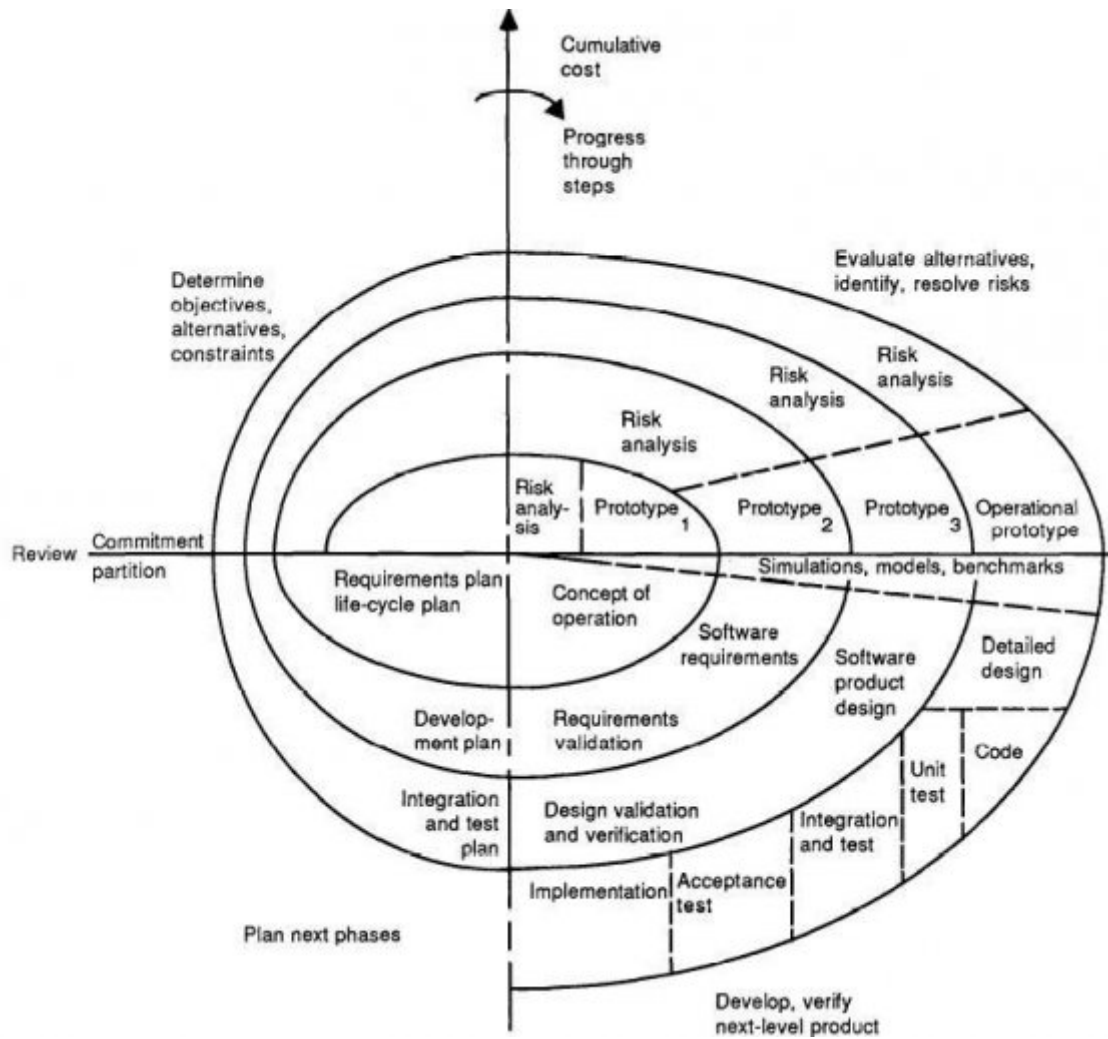 Cumulative
cost
Progress
through
steps
Evaluate alternatives,
identify, resolve risks
Determine
objectives,
alternatives,
constraints
Risk
analysis
Risk
analysis
Risk
analysis
Risk
analy-
sis
Prototype 1
Prototype 2
Prototype 3
Operational
prototype
Review
Commitment
partition
Simulations, models, benchmarks
Requirements plan
life-cycle plan
Concept of
operation
Software
requirements
Software
product
design
Detailed
design
Develop-
ment plan
Requirements
validation
Code
Unit
test
Integration
and test
plan
Design validation
and verification
Integration
and test
Acceptance
test
Implementation
Plan next phases
Develop, verify
next-level product